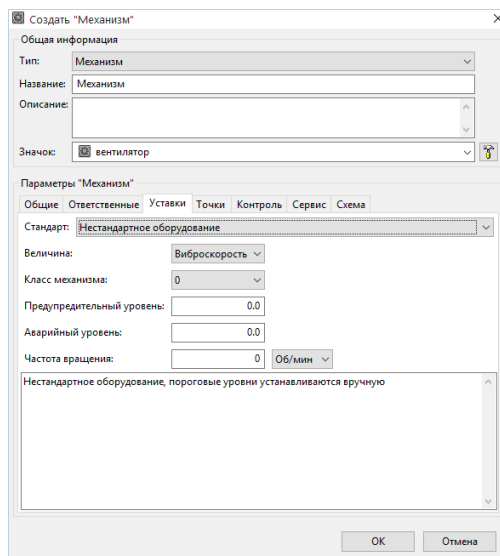 Создать "Механизм"
Общая информация
Тип: Механизм
Название: Механизм
Описание:
Значок: вентилятор
Параметры "Механизм"
Общие Ответственные Уставки Точки Контроль Сервис Схема
Стандарт: Нестандартное оборудование
Величина: Виброскорость
Класс механизма: 0
Предупредительный уровень: 0.0
Аварийный уровень: 0.0
Частота вращения: 0 Об/мин
Нестандартное оборудование, пороговые уровни устанавливаются вручную
ОК Отмена